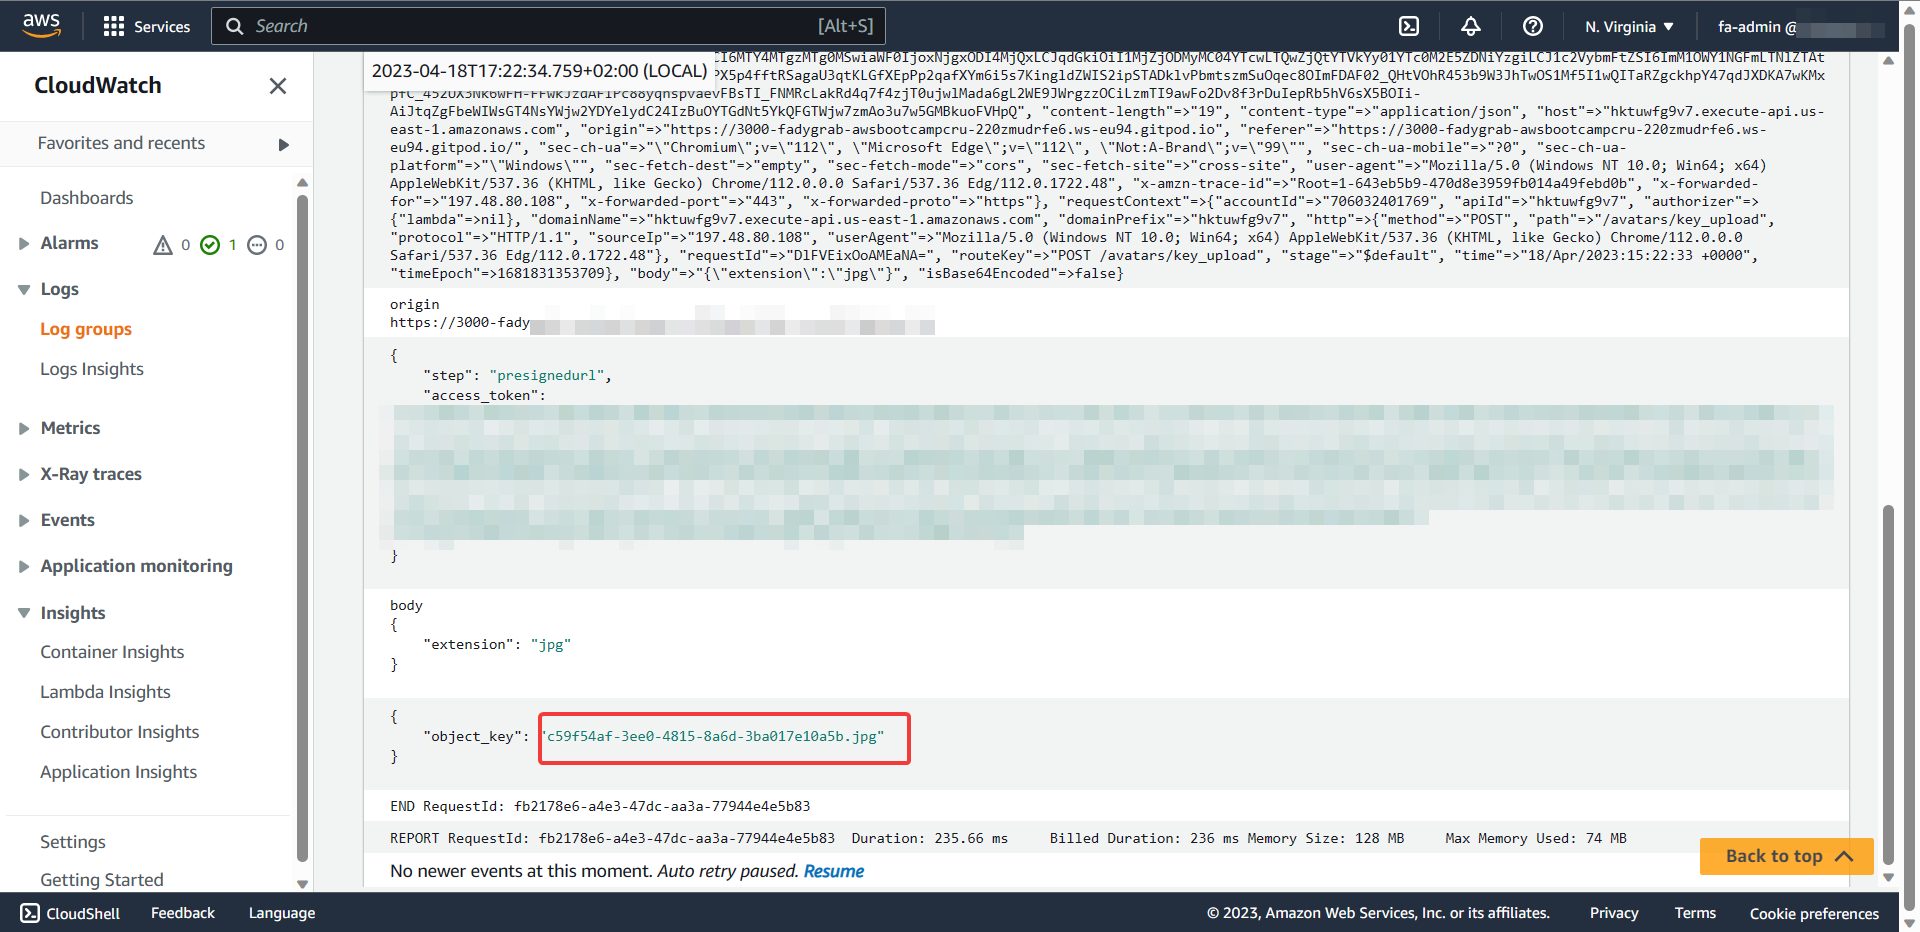 aws
Services
Search
[Alt+S]
N. Virginia
fa-admin @
CloudWatch
Favorites and recents
Dashboards
Alarms
0
1
0
Logs
Log groups
Logs Insights
Metrics
X-Ray traces
Events
Application monitoring
Insights
Container Insights
Lambda Insights
Contributor Insights
Application Insights
Settings
Getting Started
2023-04-18T17:22:34.759+02:00 (LOCAL)
AiJtqZgFbeWIWsGT4NsYWjw2YDYelydC24IzBuOYTGdNt5YkQFGTWjw7zmAo3u7w5GMBkuoFVHpQ", "content-length"=>"19", "content-type"=>"application/json", "host"=>"hktuwfg9v7.execute-api.us-
east-1.amazonaws.com", "origin"=>"https://3000-fadygrab-awsbootcampcru-220zmudrfe6.ws-eu94.gitpod.io", "referer"=>"https://3000-fadygrab-awsbootcampcru-220zmudrfe6.ws-
eu94.gitpod.io/", "sec-ch-ua"=>"\"Chromium\";v=\"112\", \"Microsoft Edge\";v=\"112\", \"Not:A-Brand\";v=\"99\"", "sec-ch-ua-mobile"=>"?0", "sec-ch-ua-
platform"=>"\"Windows\"", "sec-fetch-dest"=>"empty", "sec-fetch-mode"=>"cors", "sec-fetch-site"=>"cross-site", "user-agent"=>"Mozilla/5.0 (Windows NT 10.0; Win64; x64)
AppleWebKit/537.36 (KHTML, like Gecko) Chrome/112.0.0.0 Safari/537.36 Edg/112.0.1722.48", "x-amzn-trace-id"=>"Root=1-643eb5b9-470d8e3959fb014a49febd0b", "x-forwarded-
for"=>"197.48.80.108", "x-forwarded-port"=>"443", "x-forwarded-proto"=>"https"}, "requestContext"=>{"accountId"=>"706032401769", "apiId"=>"hktuwfg9v7", "authorizer"=>
{"lambda"=>nil}, "domainName"=>"hktuwfg9v7.execute-api.us-east-1.amazonaws.com", "domainPrefix"=>"hktuwfg9v7", "http"=>{"method"=>"POST", "path"=>"/avatars/key_upload",
"protocol"=>"HTTP/1.1", "sourceIp"=>"197.48.80.108", "userAgent"=>"Mozilla/5.0 (Windows NT 10.0; Win64; x64) AppleWebKit/537.36 (KHTML, like Gecko) Chrome/112.0.0.0
Safari/537.36 Edg/112.0.1722.48"}, "requestId"=>"DlFVEixOoAMEaNA=", "routeKey"=>"POST /avatars/key_upload", "stage"=>"$default", "time"=>"18/Apr/2023:15:22:33 +0000",
"timeEpoch"=>1681831353709}, "body"=>"{\"extension\":\"jpg\"}", "isBase64Encoded"=>false}
origin
https://3000-fady
{
"step": "presignedurl",
"access_token":
}
body
{
"extension": "jpg"
}
{
"object_key": "c59f54af-3ee0-4815-8a6d-3ba017e10a5b.jpg"
}
END RequestId: fb2178e6-a4e3-47dc-aa3a-77944e4e5b83
REPORT RequestId: fb2178e6-a4e3-47dc-aa3a-77944e4e5b83 Duration: 235.66 ms Billed Duration: 236 ms Memory Size: 128 MB Max Memory Used: 74 MB
No newer events at this moment. Auto retry paused. Resume
Back to top
CloudShell
Feedback
Language
© 2023, Amazon Web Services, Inc. or its affiliates.
Privacy
Terms
Cookie preferences